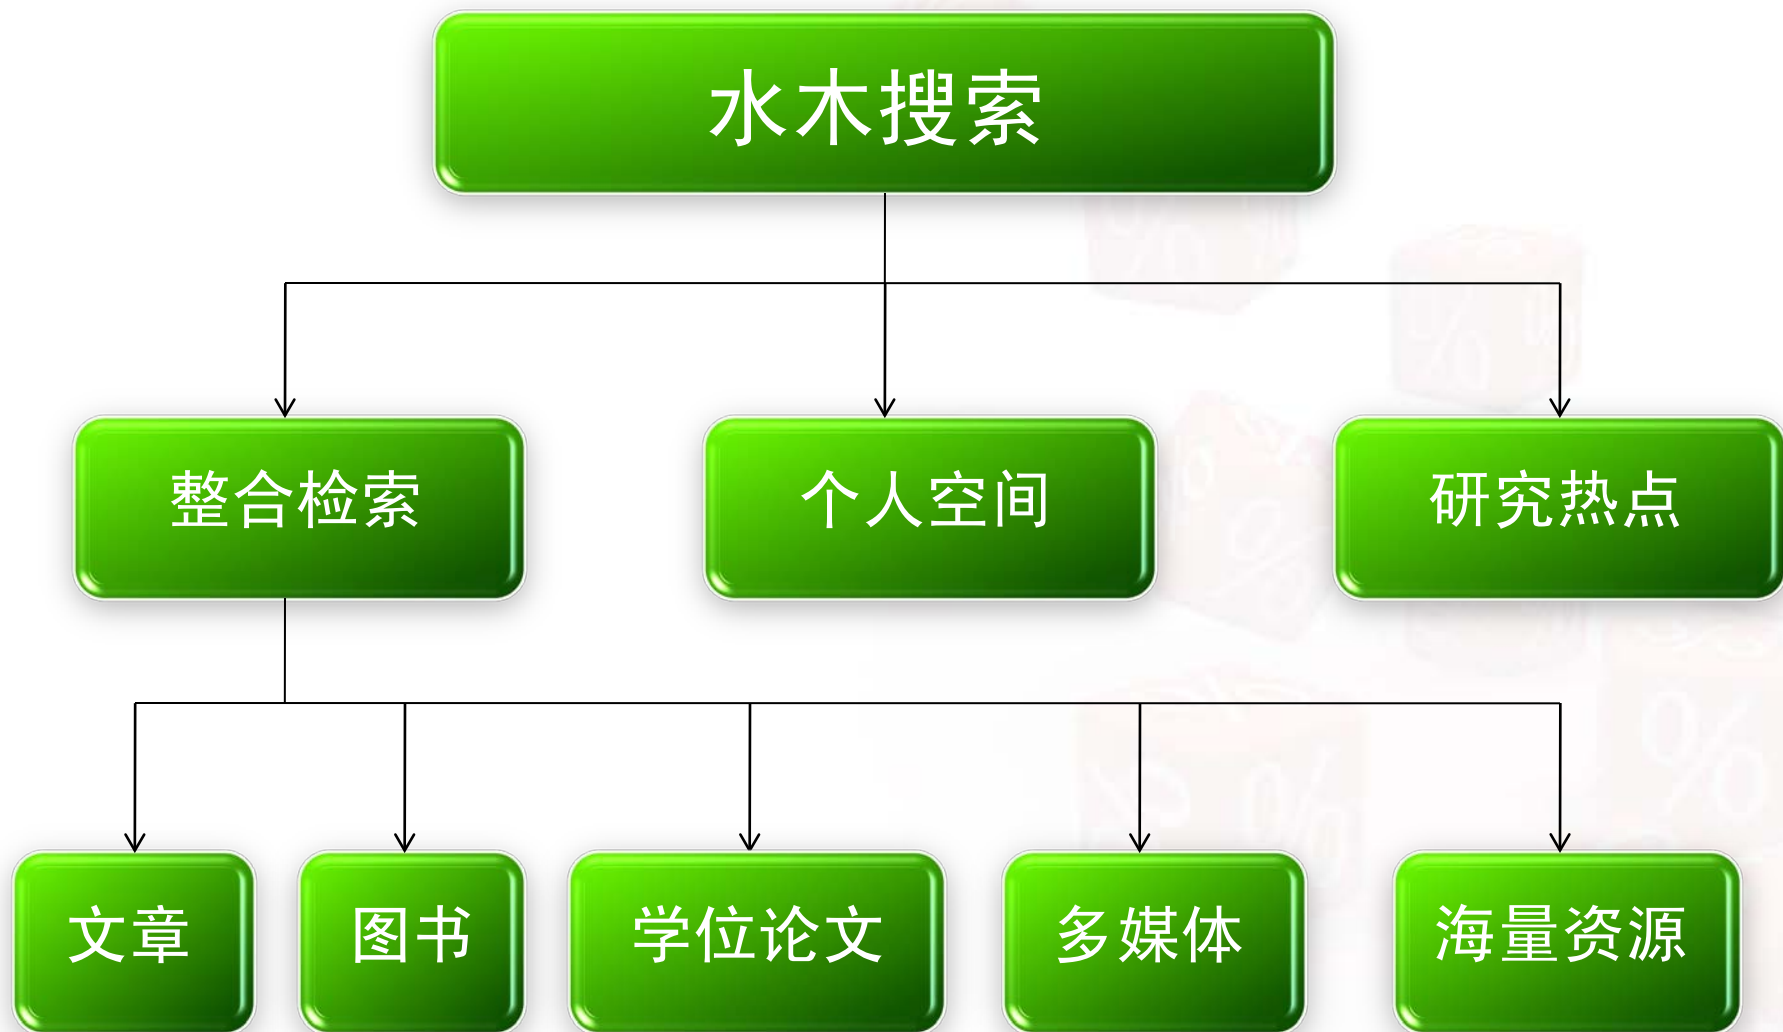 水木搜索
整合检索
个人空间
研究热点
文章
图书
学位论文
多媒体
海量资源